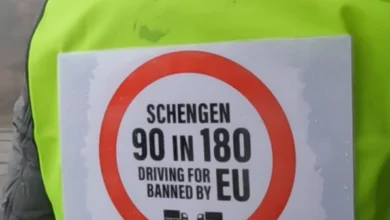 SCHENGEN
90 IN 180
DRIVING FOR EU
BANNED BY